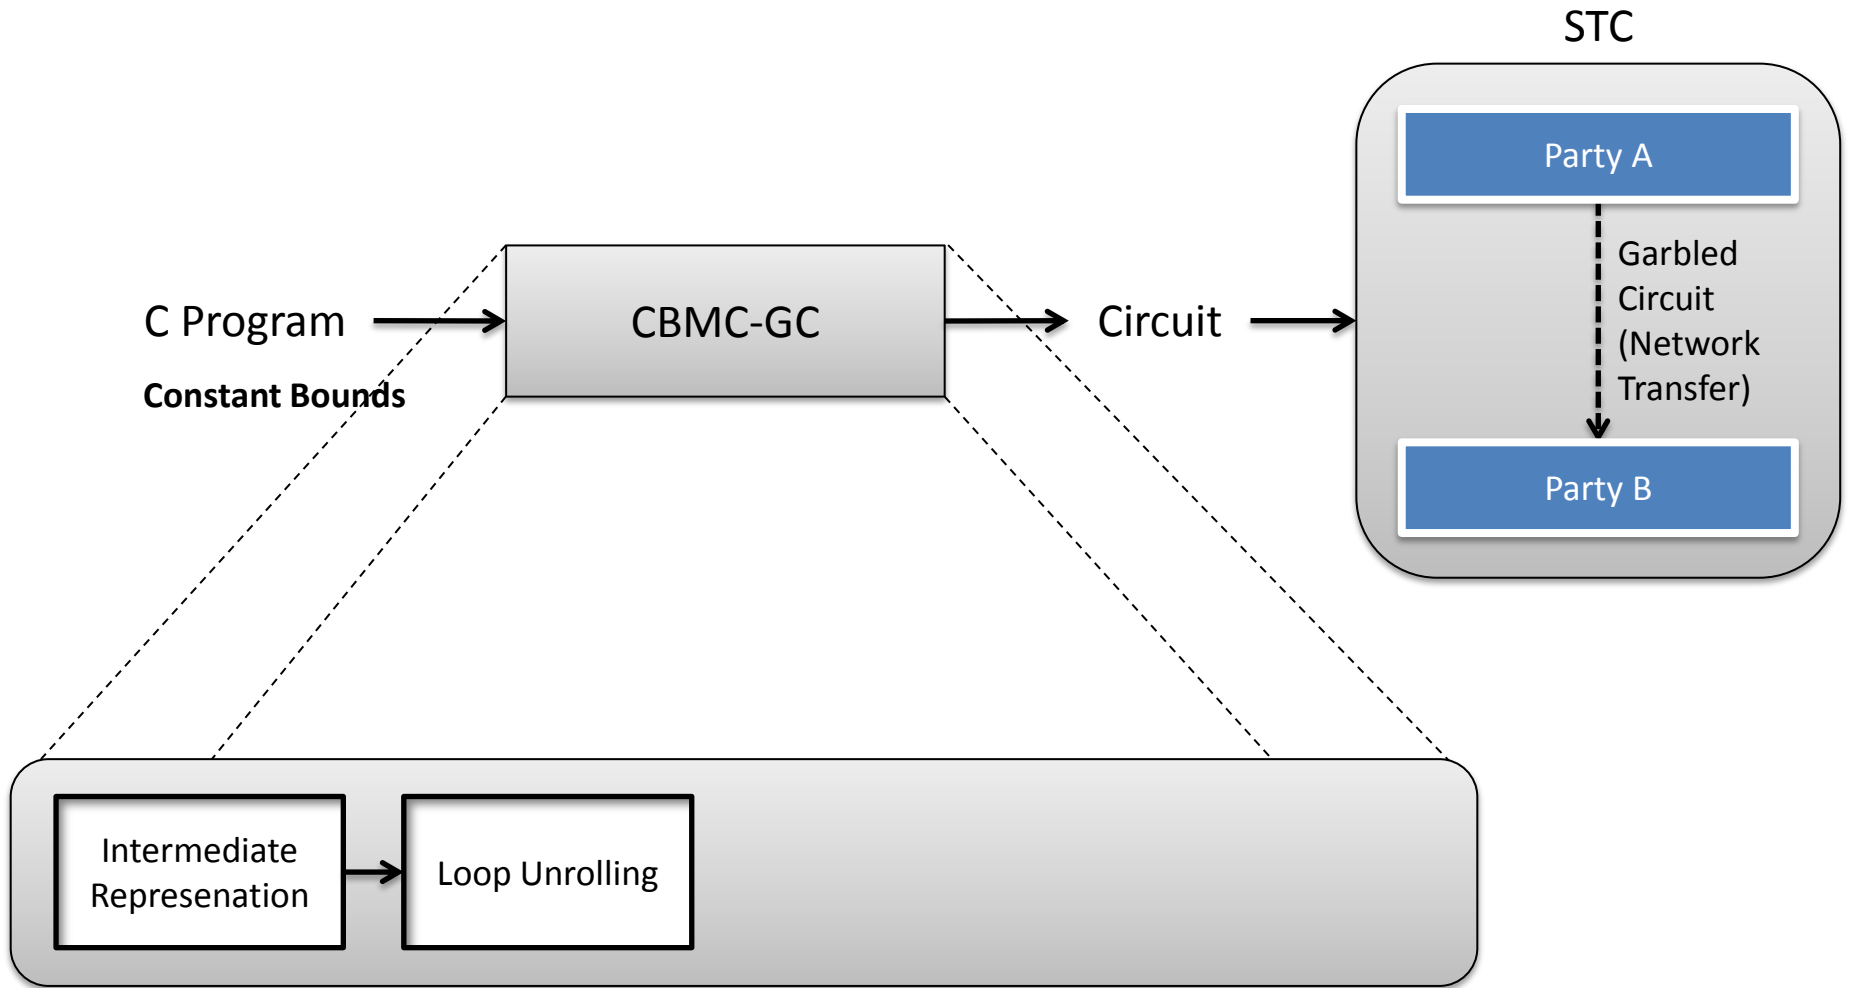 STC
Party A
Garbled
Circuit
(Network
Transfer)
Party B
C Program
Constant Bounds
CBMC-GC
Circuit
Intermediate
Represenation
Loop Unrolling